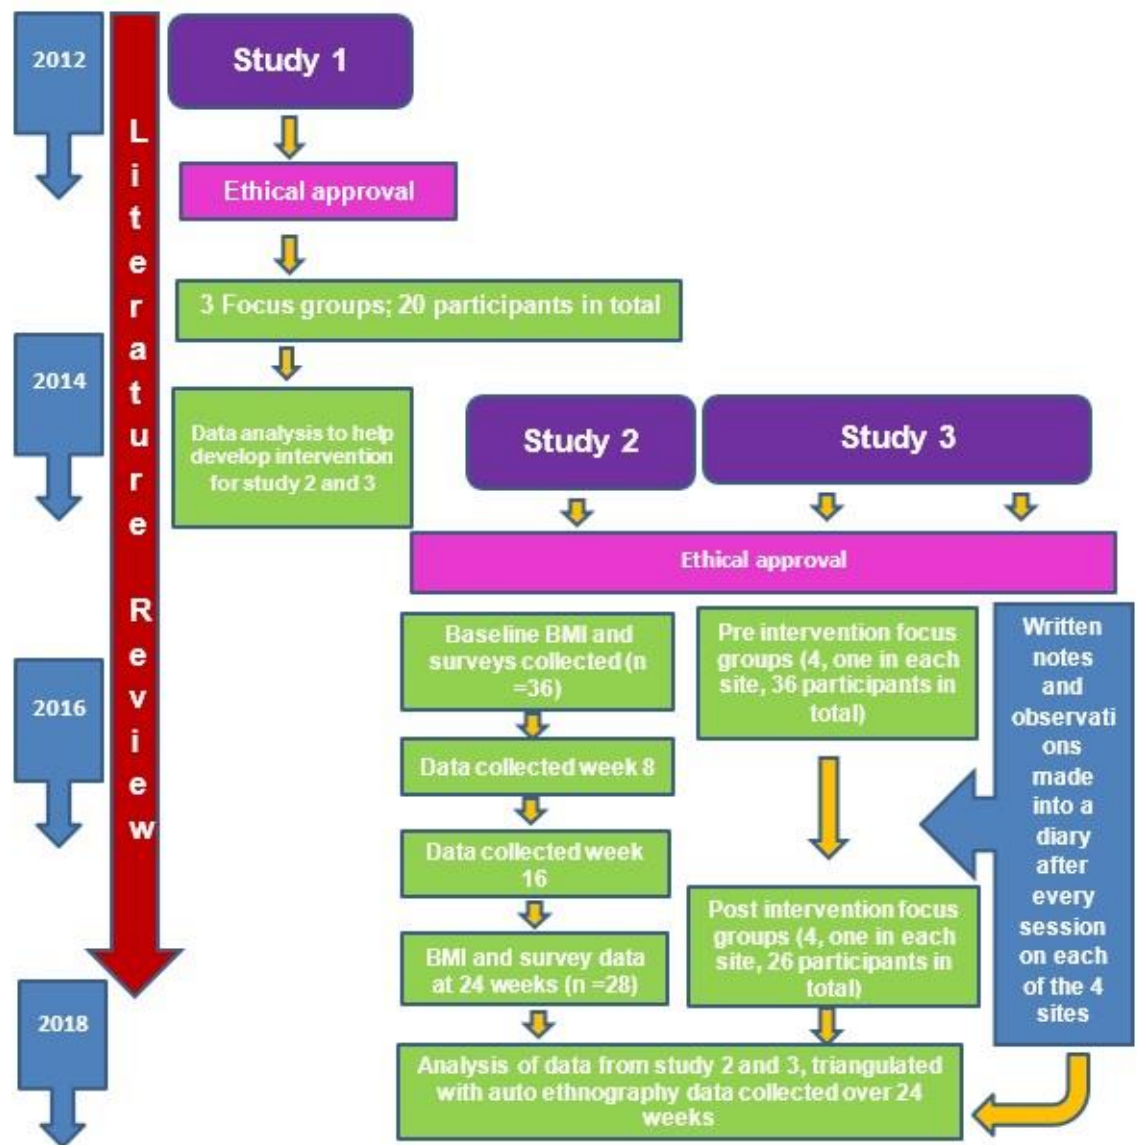 2012
Study 1
Literature Review
Ethical approval
3 Focus groups; 20 participants in total
2014
Data analysis to help
develop intervention
for study 2 and 3
Study 2
Study 3
Ethical approval
Baseline BMI and
surveys collected (n
=36)
Pre intervention focus
groups (4, one in each
site, 36 participants in
total)
Written
notes
and
observati
ons
made
into a
diary
after
every
session
on each
of the 4
sites
2016
Data collected week 8
Data collected week
16
Post intervention focus
groups (4, one in each
site, 26 participants in
total)
BMI and survey data
at 24 weeks (n =28)
2018
Analysis of data from study 2 and 3, triangulated
with auto ethnography data collected over 24
weeks